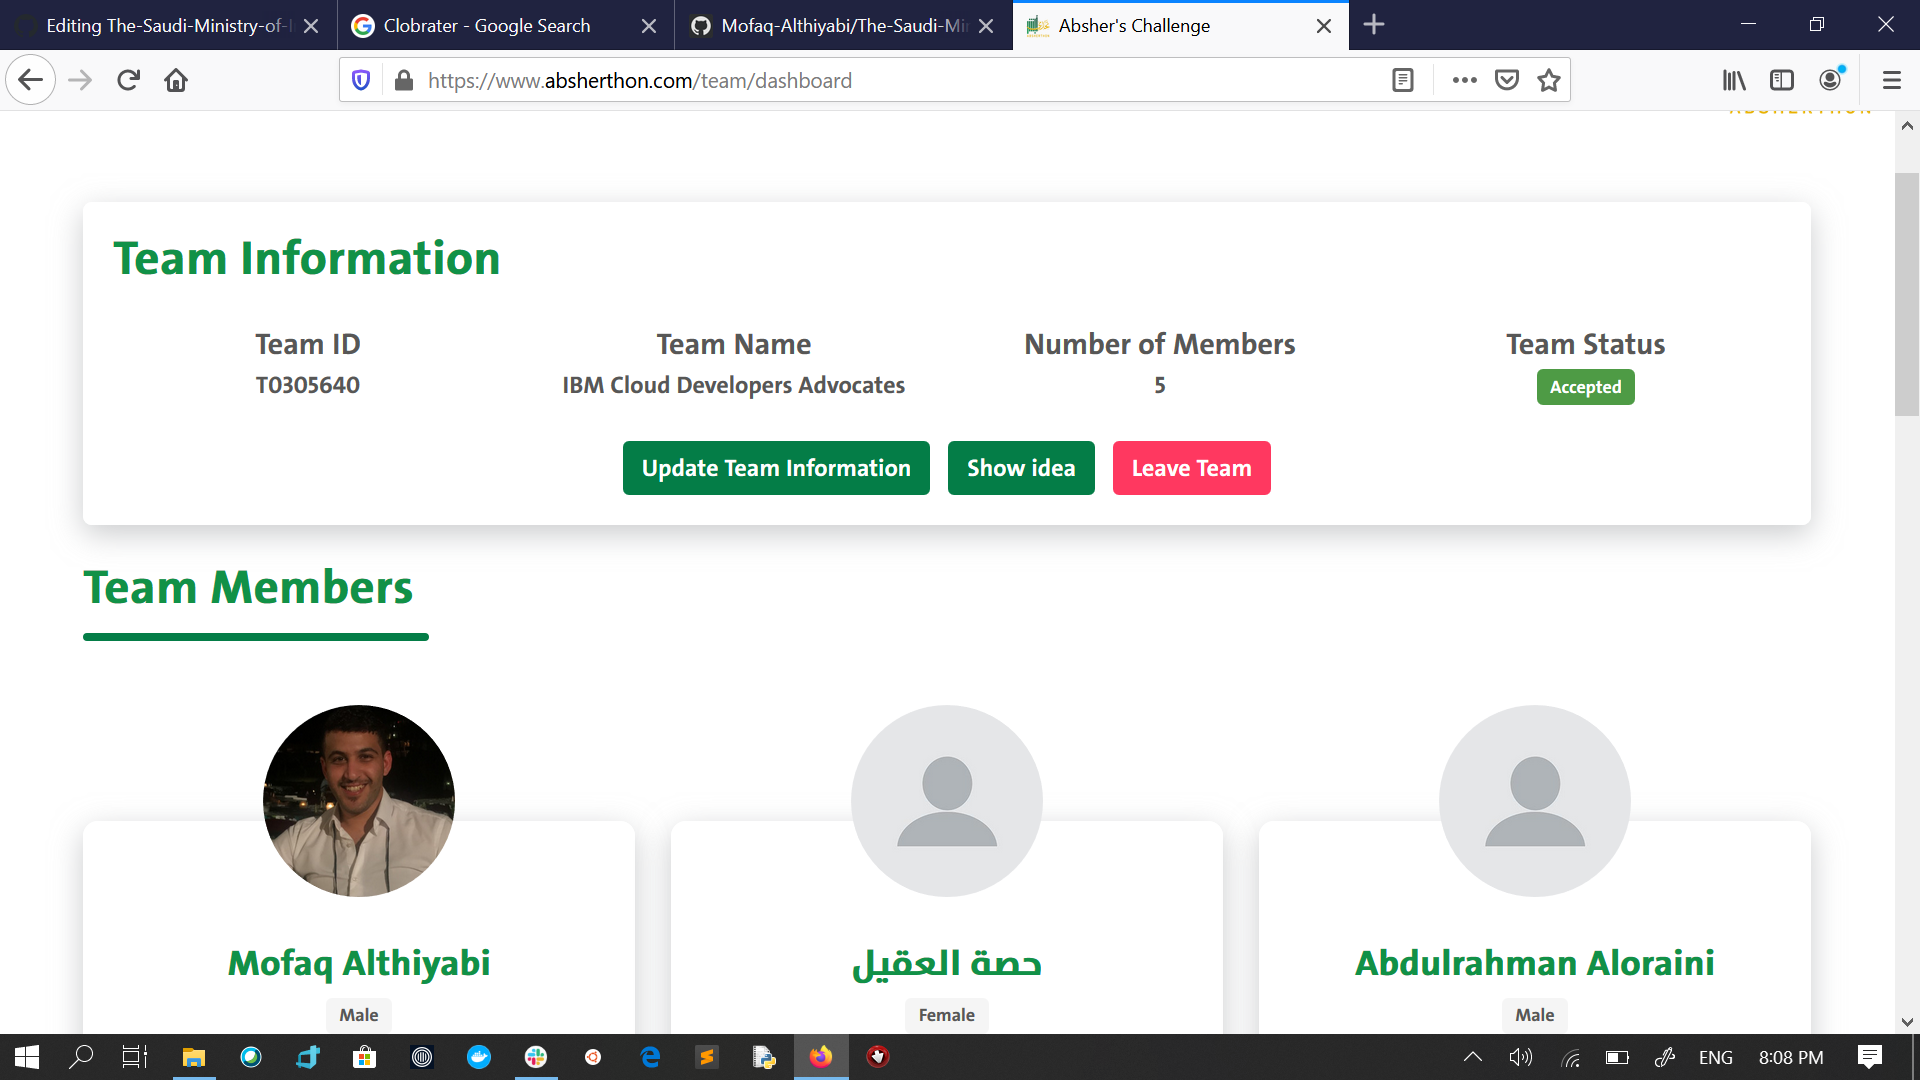 Editing The-Saudi-Ministry-of-I
Clobrater - Google Search
Mofaq-Althiyabi/The-Saudi-Mi
Absher's Challenge
https://www.absherthon.com/team/dashboard
ABSHERTHON
Team Information
Team ID
T0305640
Team Name
IBM Cloud Developers Advocates
Number of Members
5
Team Status
Accepted
Update Team Information
Show idea
Leave Team
Team Members
Mofaq Althiyabi
Male
حصة العقيل
Female
Abdulrahman Aloraini
Male
ENG
8:08 PM